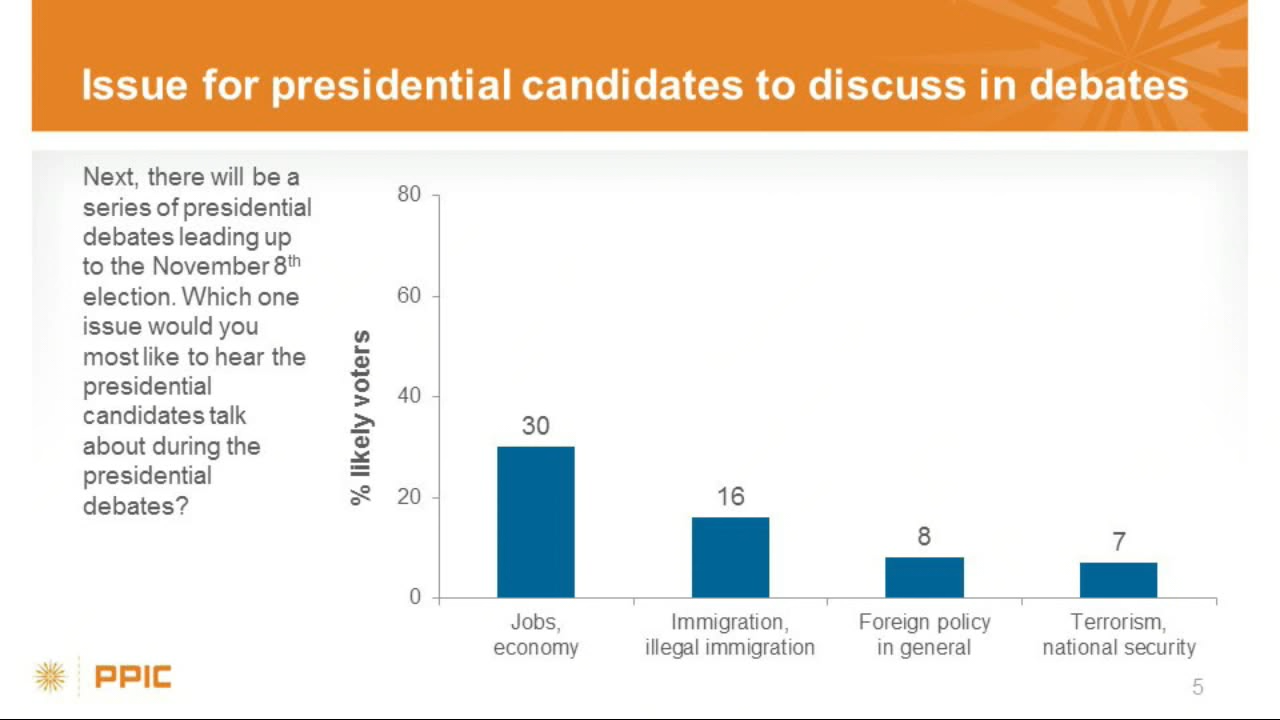 Issue for presidential candidates to discuss in debates
Next, there will be a
series of presidential
debates leading up
to the November 8th
election. Which one
issue would you
most like to hear the
presidential
candidates talk
about during the
presidential
debates?
% likely voters
80
60
40
20
0
30
16
8
7
Jobs,
economy
Immigration,
illegal immigration
Foreign policy
in general
Terrorism,
national security
PPIC
5